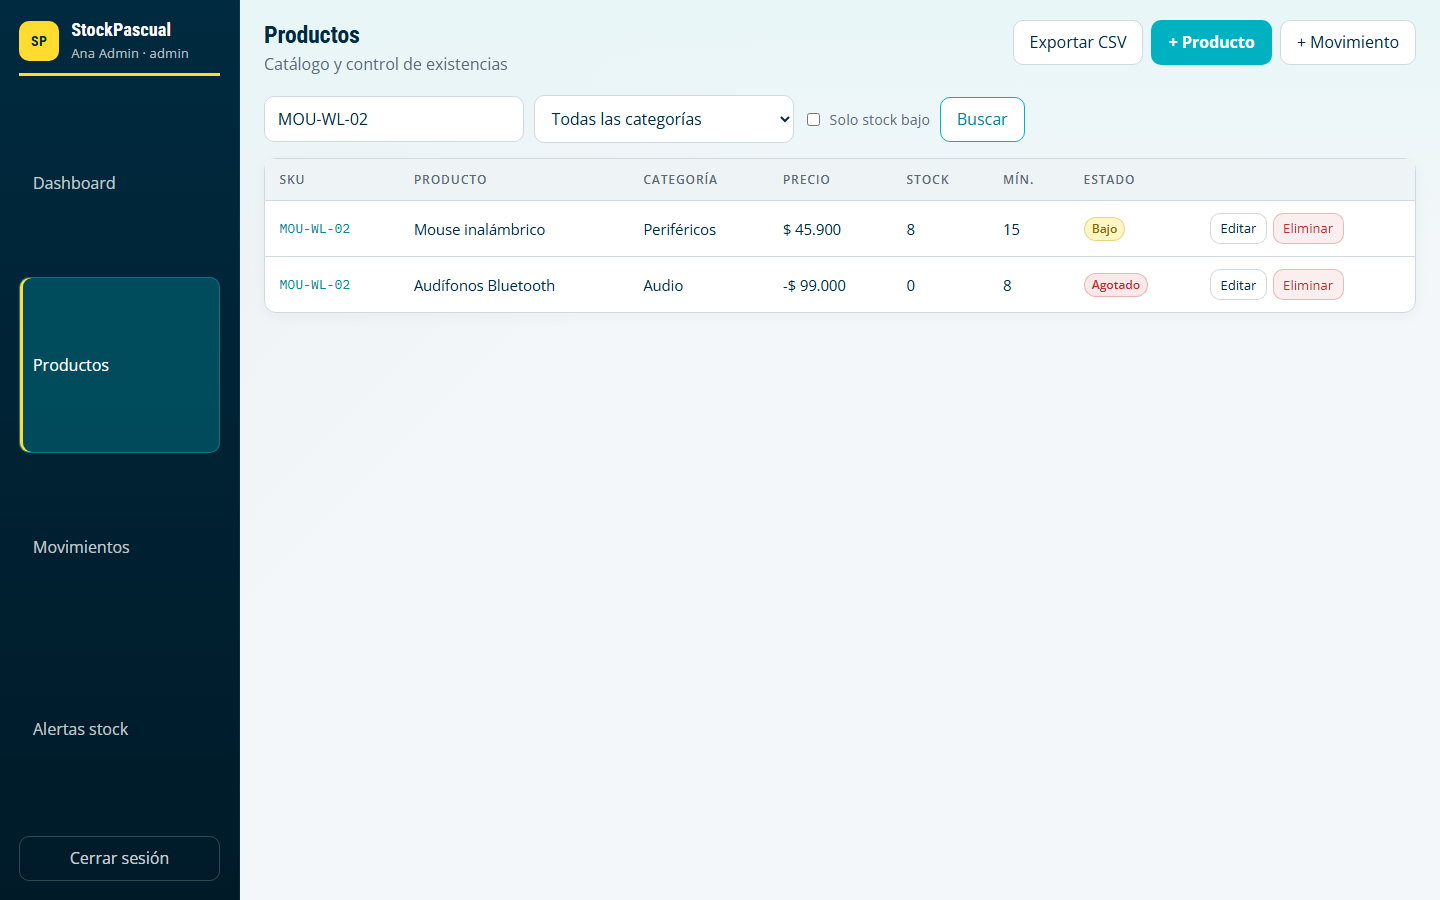 SP
StockPascual
Ana Admin · admin
Dashboard
Productos
Movimientos
Alertas stock
Cerrar sesión
Productos
Catálogo y control de existencias
Exportar CSV
+ Producto
+ Movimiento
MOU-WL-02
Todas las categorías
Solo stock bajo
Buscar
SKU PRODUCTO CATEGORÍA PRECIO STOCK MÍN. ESTADO
MOU-WL-02 Mouse inalámbrico Periféricos $ 45.900 8 15 Bajo Editar Eliminar
MOU-WL-02 Audífonos Bluetooth Audio -$ 99.000 0 8 Agotado Editar Eliminar